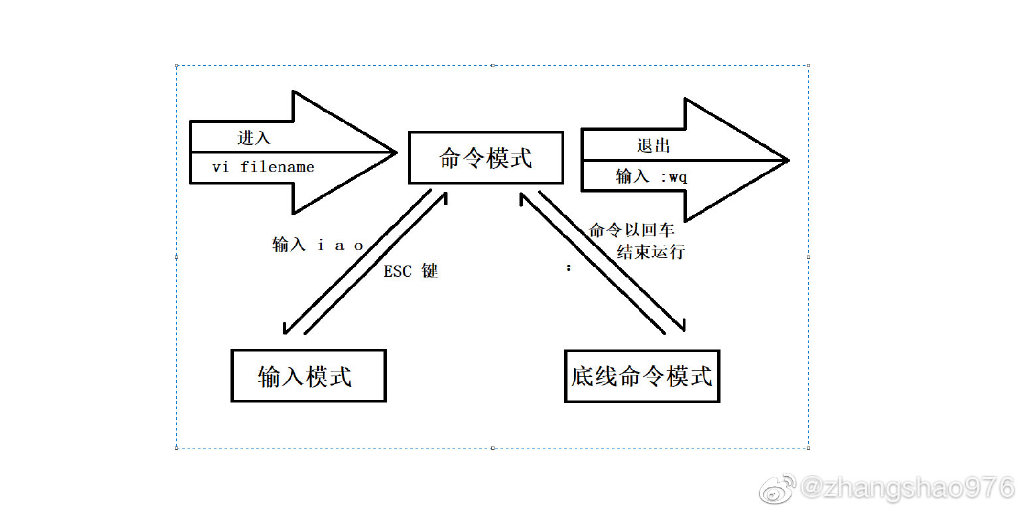 进入
vi filename
命令模式
退出
输入 :wq
输入 i a o
ESC 键
命令以回车
结束运行
:
输入模式
底线命令模式
@zhangshao976